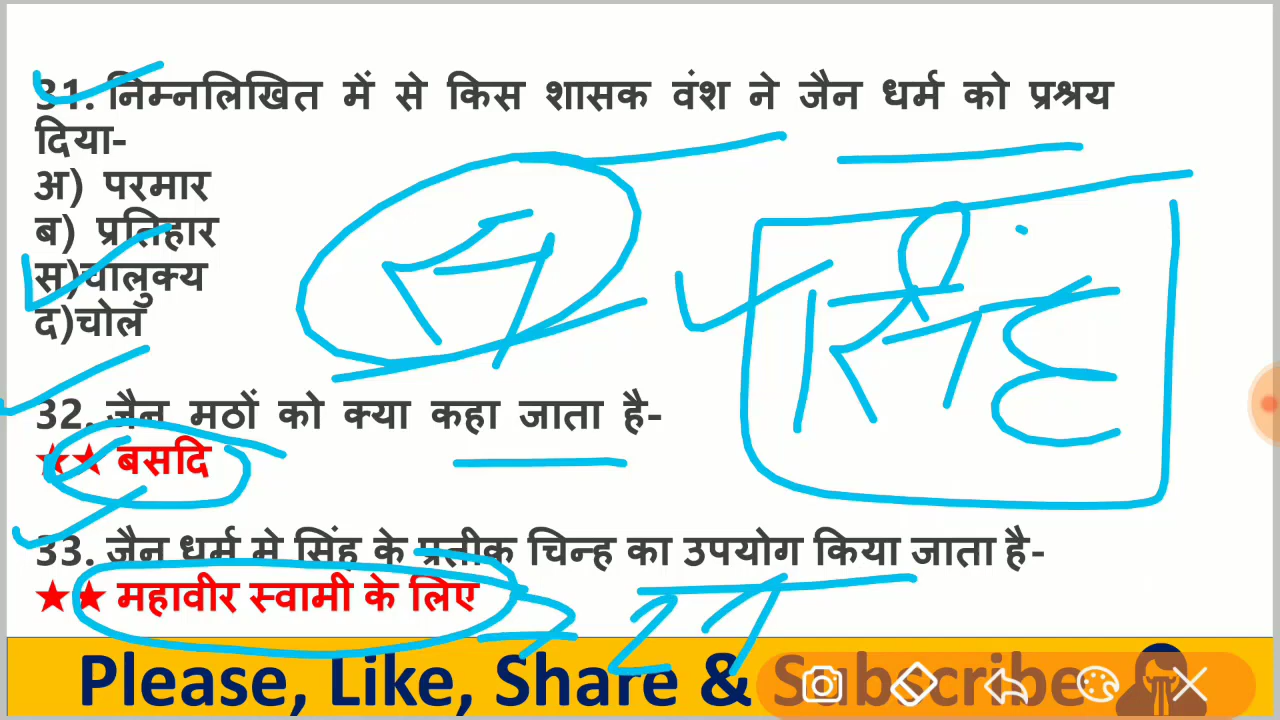 31. निम्नलिखित में से किस शासक वंश ने जैन धर्म को प्रश्रय
दिया-
अ) परमार
ब) प्रतिहार
स)चालुक्य
द)चोल
32. जैन मठों को क्या कहा जाता है-
★★ बसदि
33. जैन धर्म मे सिंह के प्रतीक चिन्ह का उपयोग किया जाता है-
★★ महावीर स्वामी के लिए
Please, Like, Share & Subscribe